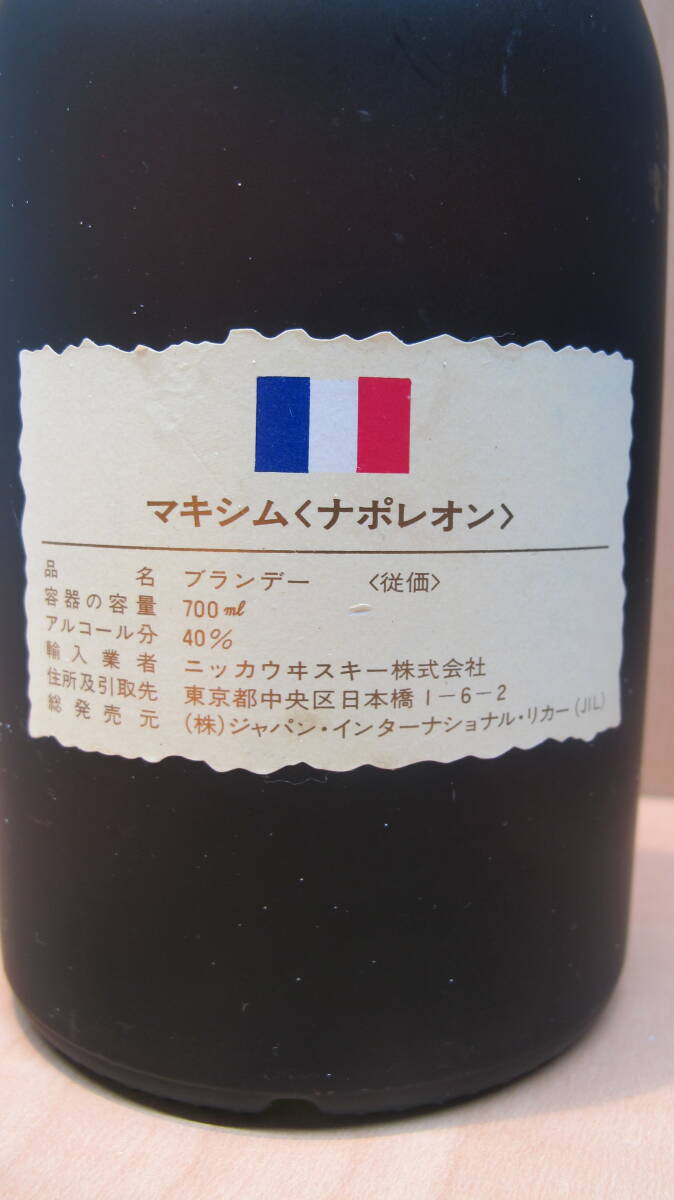 マキシム〈ナポレオン〉
品名 ブランデー 〈従価〉
容器の容量 700ml
アルコール分 40%
輸入業者 ニッカウヰスキー株式会社
住所及引取先 東京都中央区日本橋1-6-2
総発売元 (株)ジャパン・インターナショナル・リカー(JIL)